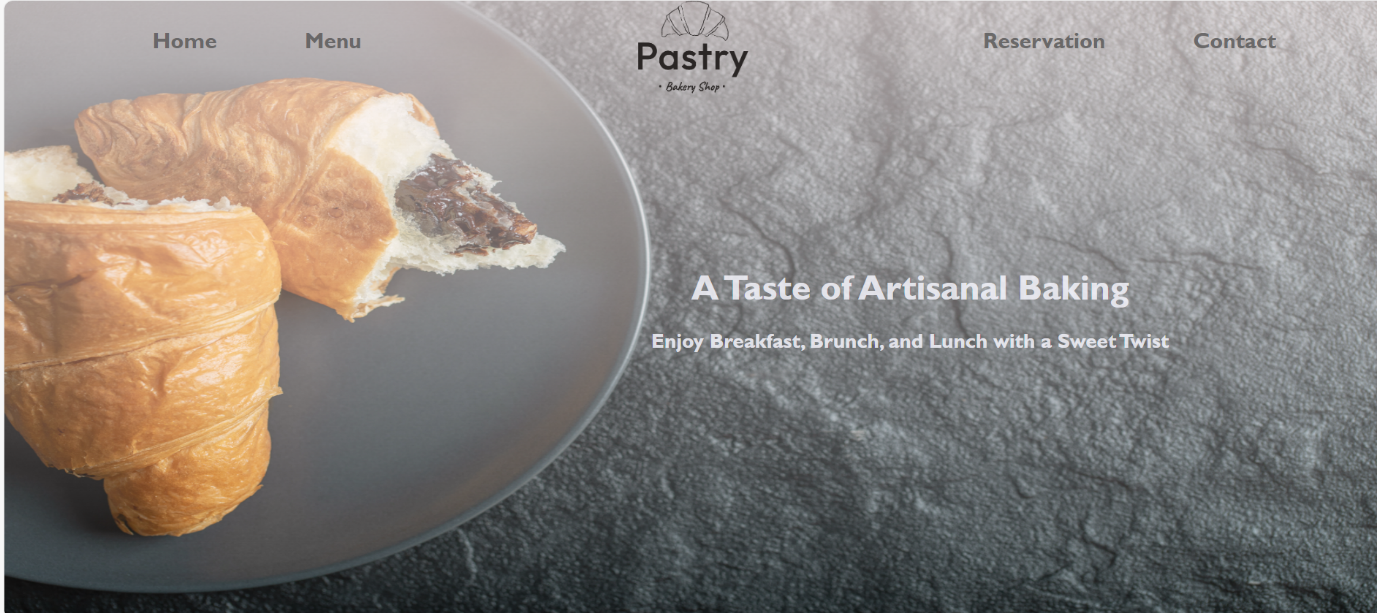 Home
Menu
Pastry
• Bakery Shop •
Reservation
Contact
A Taste of Artisanal Baking
Enjoy Breakfast, Brunch, and Lunch with a Sweet Twist